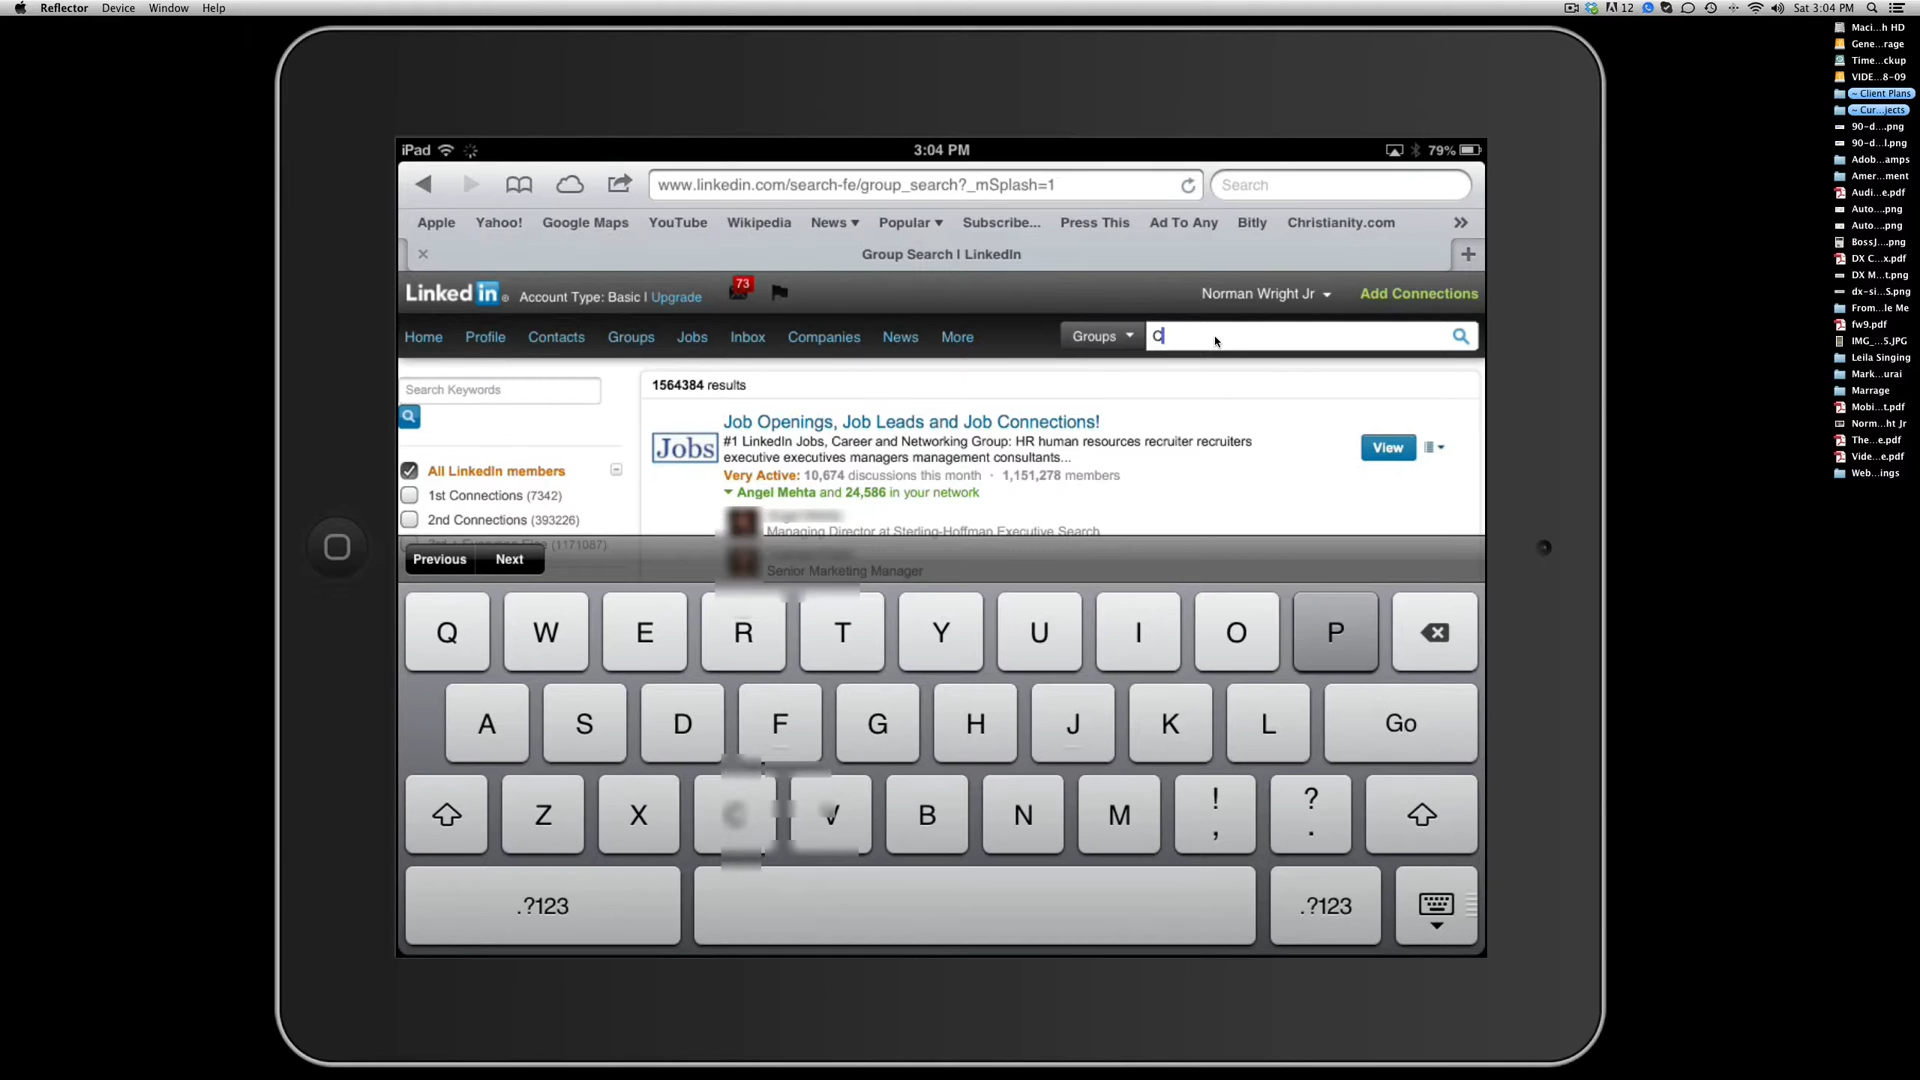 Reflector Device Window Help
12 Sat 3:04 PM
Maci...h HD
Gene...rage
Time...ckup
VIDE...8-09
~ Client Plans
~ Cur...jects
90-d....png
90-d...l.png
Adob...amps
Amer...ment
Audi...e.pdf
Auto...png
Auto...png
BossJ....png
DX C...x.pdf
DX M...t.png
dx-si...S.png
From...le Me
fw9.pdf
IMG_...5.JPG
Leila Singing
Mark...urai
Marrage
Mobi...t.pdf
Norm...ht Jr
The...e.pdf
Vide...e.pdf
Web...ings
iPad 3:04 PM 79%
www.linkedin.com/search-fe/group_search?_mSplash=1 Search
Apple Yahoo! Google Maps YouTube Wikipedia News Popular Subscribe... Press This Ad To Any Bitly Christianity.com
Group Search | LinkedIn
Linked in Account Type: Basic | Upgrade 73 Norman Wright Jr Add Connections
Home Profile Contacts Groups Jobs Inbox Companies News More Groups C
Search Keywords
All LinkedIn members
1st Connections (7342)
2nd Connections (393226)
1564384 results
Jobs
Job Openings, Job Leads and Job Connections!
#1 LinkedIn Jobs, Career and Networking Group: HR human resources recruiter recruiters
executive executives managers management consultants...
Very Active: 10,674 discussions this month · 1,151,278 members
Angel Mehta and 24,586 in your network
View
Managing Director at Sterling-Hoffman Executive Search
Senior Marketing Manager
Previous Next
Q W E R T Y U I O P
A S D F G H J K L Go
Z X C V B N M ! , ? .
.?123 .?123